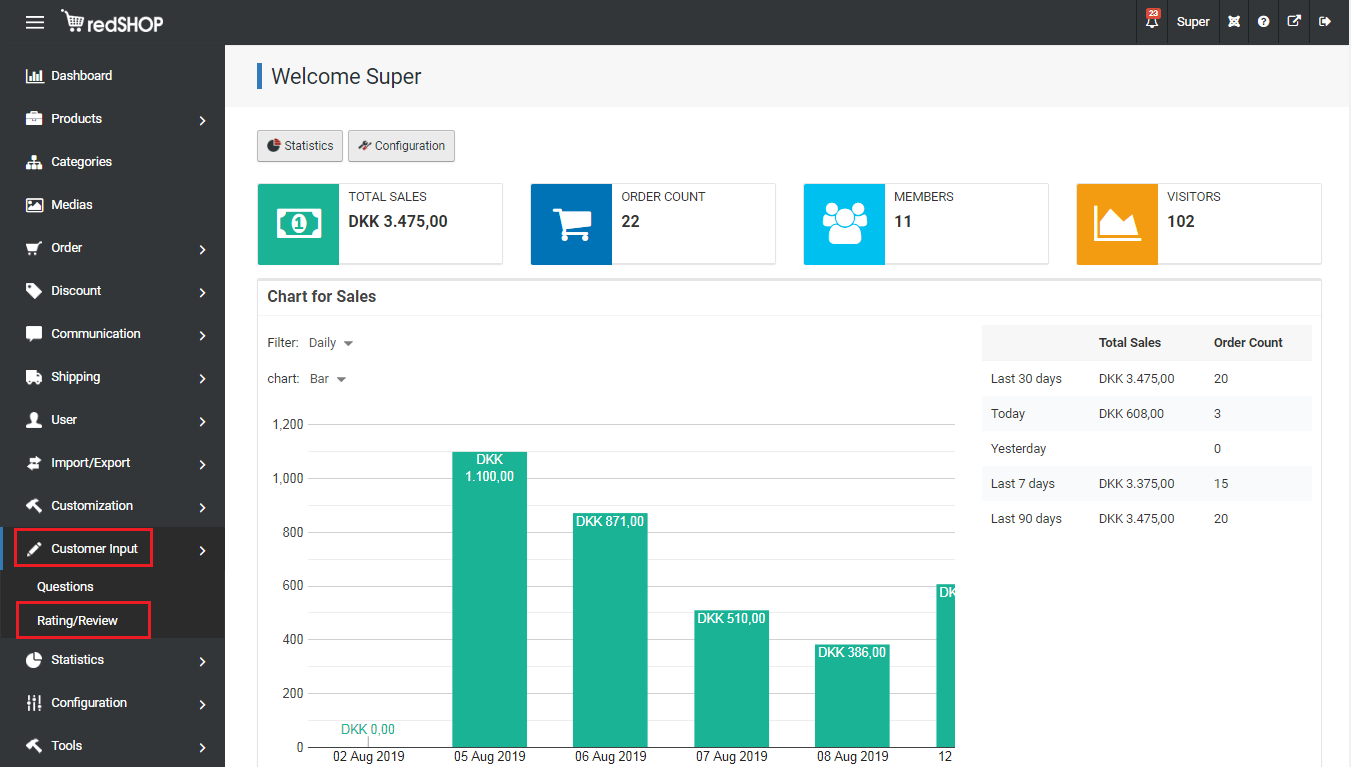 redSHOP
23
Super
Dashboard
Products
Categories
Medias
Order
Discount
Communication
Shipping
User
Import/Export
Customization
Customer Input
Questions
Rating/Review
Statistics
Configuration
Tools
Welcome Super
Statistics Configuration
TOTAL SALES
DKK 3.475,00
ORDER COUNT
22
MEMBERS
11
VISITORS
102
Chart for Sales
Filter: Daily
chart: Bar
1,200
1,000
800
600
400
200
0
DKK 0,00
DKK
1.100,00
DKK 871,00
DKK 510,00
DKK 386,00
DK
02 Aug 2019 05 Aug 2019 06 Aug 2019 07 Aug 2019 08 Aug 2019 12
Total Sales Order Count
Last 30 days DKK 3.475,00 20
Today DKK 608,00 3
Yesterday 0
Last 7 days DKK 3.375,00 15
Last 90 days DKK 3.475,00 20